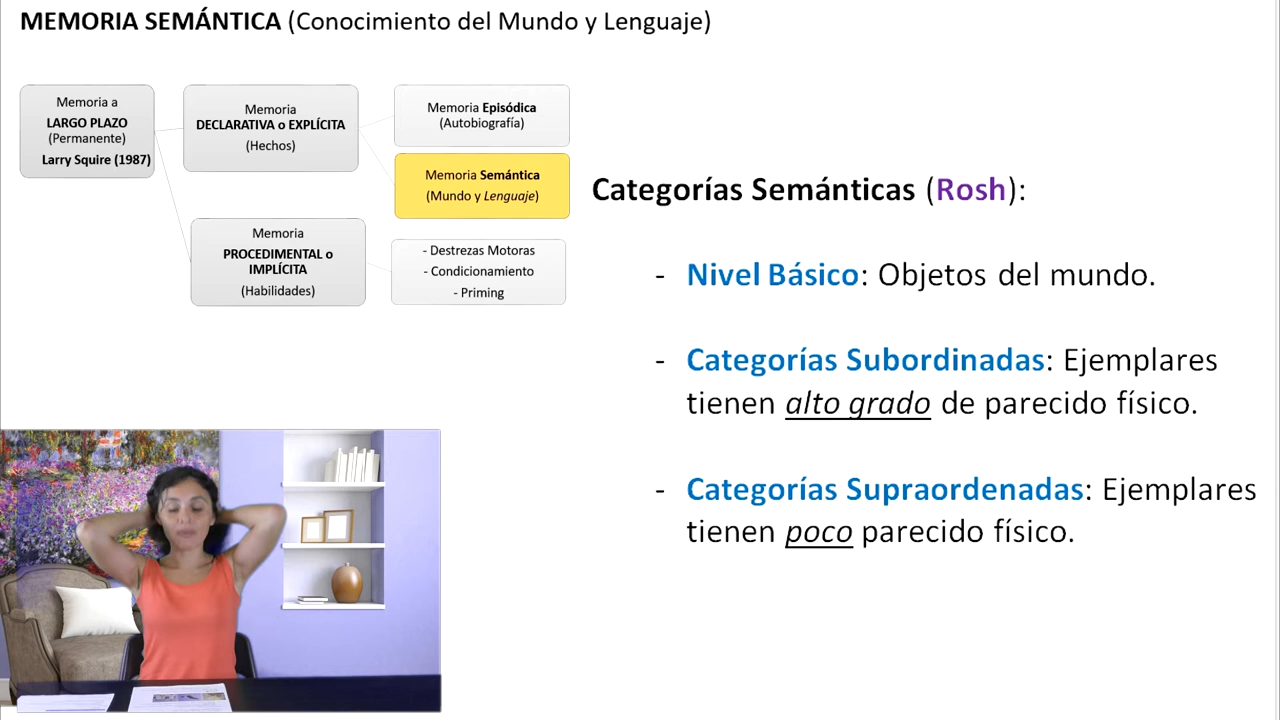 MEMORIA SEMÁNTICA (Conocimiento del Mundo y Lenguaje)
Memoria a
LARGO PLAZO
(Permanente)
Larry Squire (1987)
Memoria
DECLARATIVA o EXPLÍCITA
(Hechos)
Memoria Episódica
(Autobiografía)
Memoria Semántica
(Mundo y Lenguaje)
Memoria
PROCEDIMENTAL o
IMPLÍCITA
(Habilidades)
- Destrezas Motoras
- Condicionamiento
- Priming
Categorías Semánticas (Rosh):
- Nivel Básico: Objetos del mundo.
- Categorías Subordinadas: Ejemplares
tienen alto grado de parecido físico.
- Categorías Supraordenadas: Ejemplares
tienen poco parecido físico.